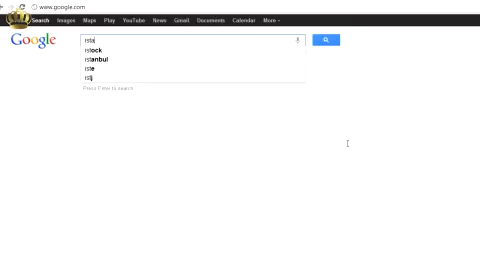 www.google.com
Search Images Maps Play YouTube News Gmail Documents Calendar More
Google
ista
istock
istanbul
iste
istj
Press Enter to search